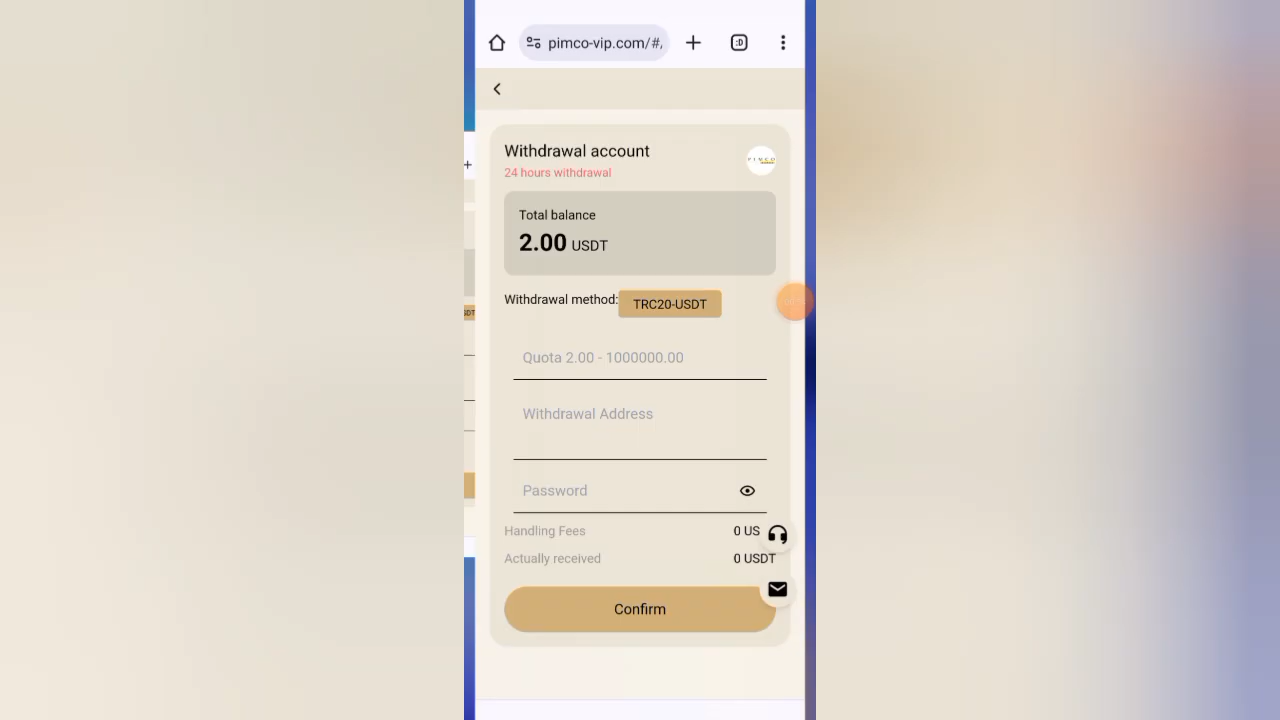 pimco-vip.com/#,
:D
Withdrawal account
24 hours withdrawal
PIMCO
Total balance
2.00 USDT
Withdrawal method: TRC20-USDT
Quota 2.00 - 1000000.00
Withdrawal Address
Password
Handling Fees 0 US
Actually received 0 USDT
Confirm